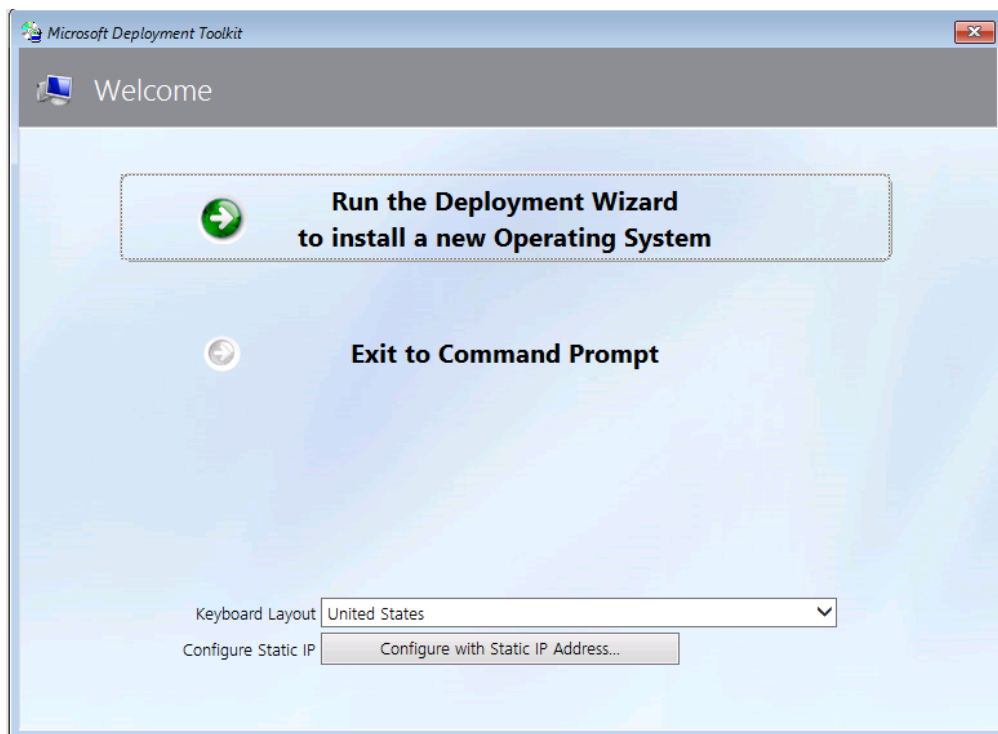 Microsoft Deployment Toolkit
Welcome
Run the Deployment Wizard
to install a new Operating System
Exit to Command Prompt
Keyboard Layout United States
Configure Static IP Configure with Static IP Address...